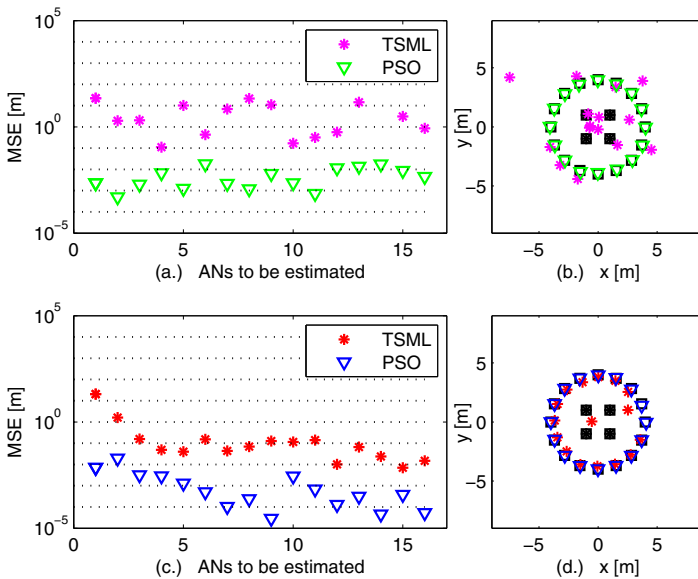 10^5
10^0
10^-5
MSE [m]
TSML
PSO
0 5 10 15
(a.) ANs to be estimated
5
0
−5
y [m]
−5 0 5
(b.) x [m]
10^5
10^0
10^-5
MSE [m]
TSML
PSO
0 5 10 15
(c.) ANs to be estimated
5
0
−5
y [m]
−5 0 5
(d.) x [m]